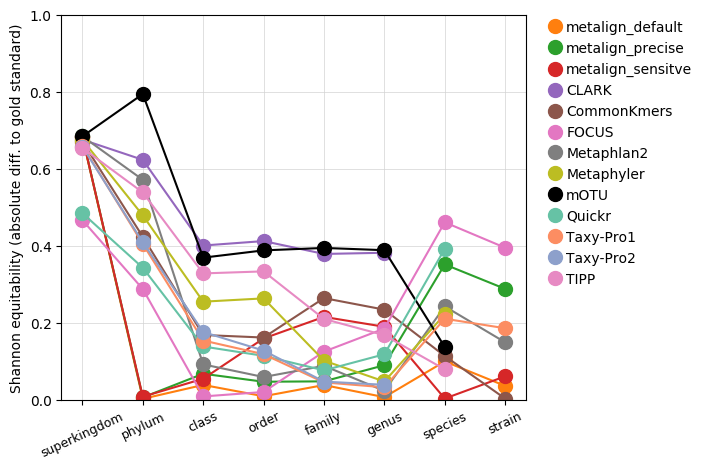 Shannon equitability (absolute diff. to gold standard)
1.0
0.8
0.6
0.4
0.2
0.0
superkingdom
phylum
class
order
family
genus
species
strain
metalign_default
metalign_precise
metalign_sensitve
CLARK
CommonKmers
FOCUS
Metaphlan2
Metaphyler
mOTU
Quickr
Taxy-Pro1
Taxy-Pro2
TIPP